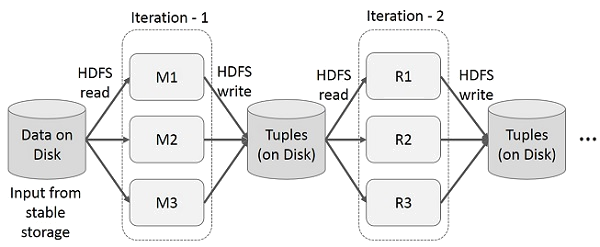 Iteration - 1
Iteration - 2
HDFS
read
M1
HDFS
write
HDFS
read
R1
HDFS
write
Data on
Disk
M2
Tuples
(on Disk)
R2
Tuples
(on Disk)
...
Input from
stable
storage
M3
R3